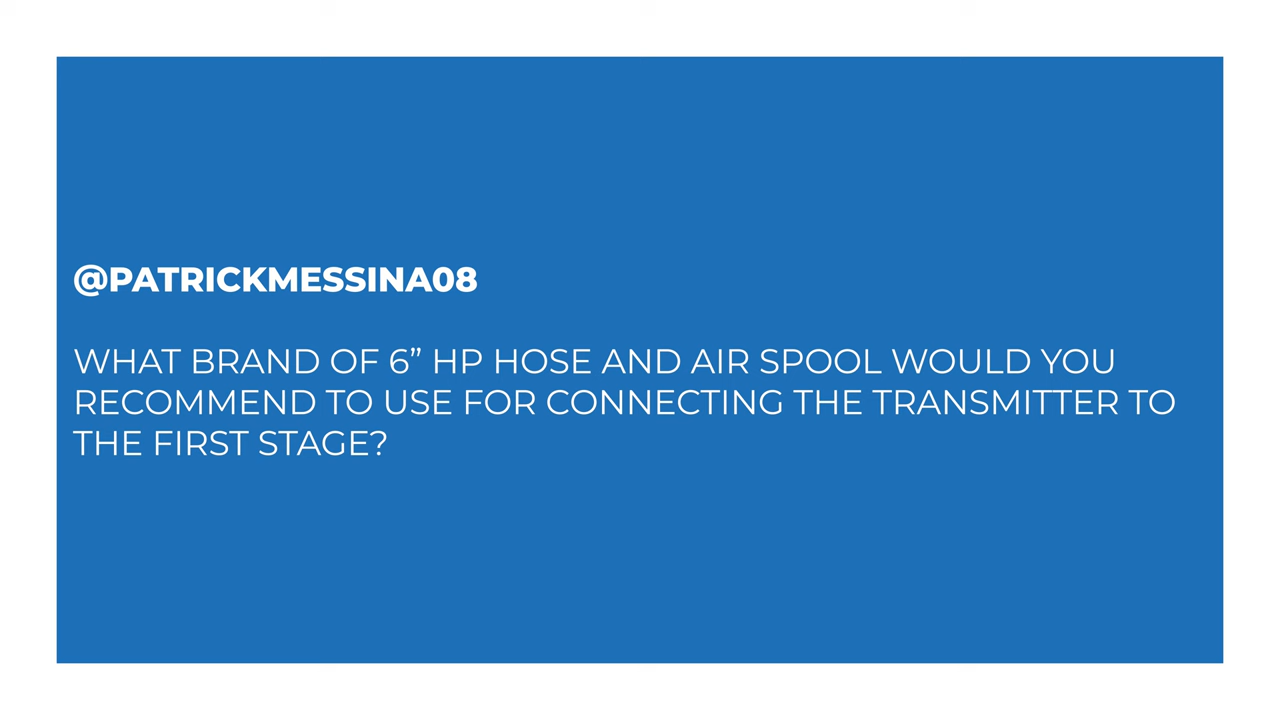 @PATRICKMESSINA08
WHAT BRAND OF 6” HP HOSE AND AIR SPOOL WOULD YOU
RECOMMEND TO USE FOR CONNECTING THE TRANSMITTER TO
THE FIRST STAGE?